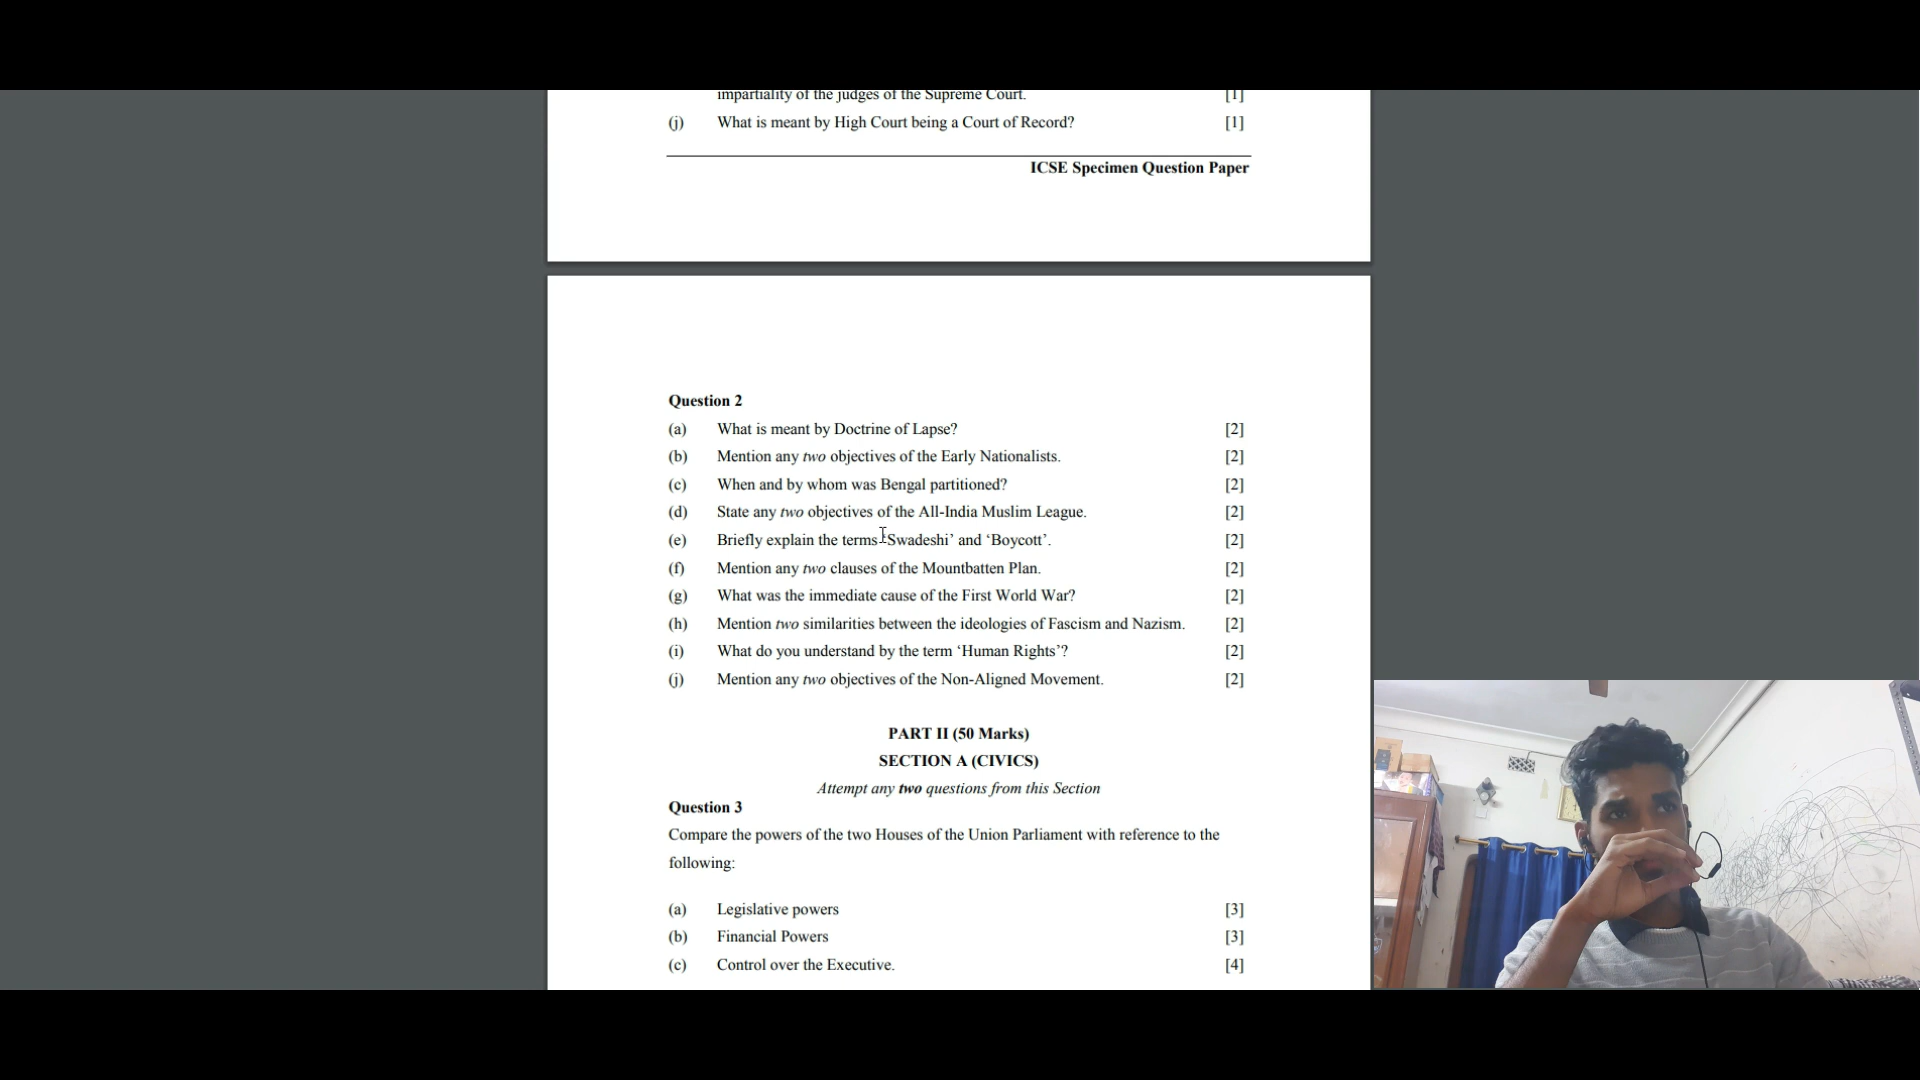 impartiality of the judges of the Supreme Court. [1]
(j) What is meant by High Court being a Court of Record? [1]
ICSE Specimen Question Paper
Question 2
(a) What is meant by Doctrine of Lapse? [2]
(b) Mention any two objectives of the Early Nationalists. [2]
(c) When and by whom was Bengal partitioned? [2]
(d) State any two objectives of the All-India Muslim League. [2]
(e) Briefly explain the terms ‘Swadeshi’ and ‘Boycott’. [2]
(f) Mention any two clauses of the Mountbatten Plan. [2]
(g) What was the immediate cause of the First World War? [2]
(h) Mention two similarities between the ideologies of Fascism and Nazism. [2]
(i) What do you understand by the term ‘Human Rights’? [2]
(j) Mention any two objectives of the Non-Aligned Movement. [2]
PART II (50 Marks)
SECTION A (CIVICS)
Attempt any two questions from this Section
Question 3
Compare the powers of the two Houses of the Union Parliament with reference to the
following:
(a) Legislative powers [3]
(b) Financial Powers [3]
(c) Control over the Executive. [4]